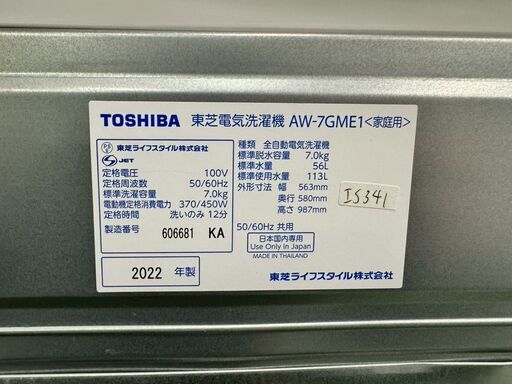 TOSHIBA 東芝電気洗濯機 AW-7GME1<家庭用>
PS E
JET
東芝ライフスタイル株式会社
定格電圧 100V
定格周波数 50/60Hz
標準洗濯容量 7.0kg
電動機定格消費電力 370/450W
定格時間 洗いのみ 12分
製造番号 606681 KA
2022 年製
種類 全自動電気洗濯機
標準脱水容量 7.0kg
標準水量 56L
標準使用水量 113L
外形寸法 幅 563mm
奥行 580mm
高さ 987mm
50/60Hz 共用
日本国内専用
Use Only in Japan
MADE IN THAILAND
東芝ライフスタイル株式会社
IS341